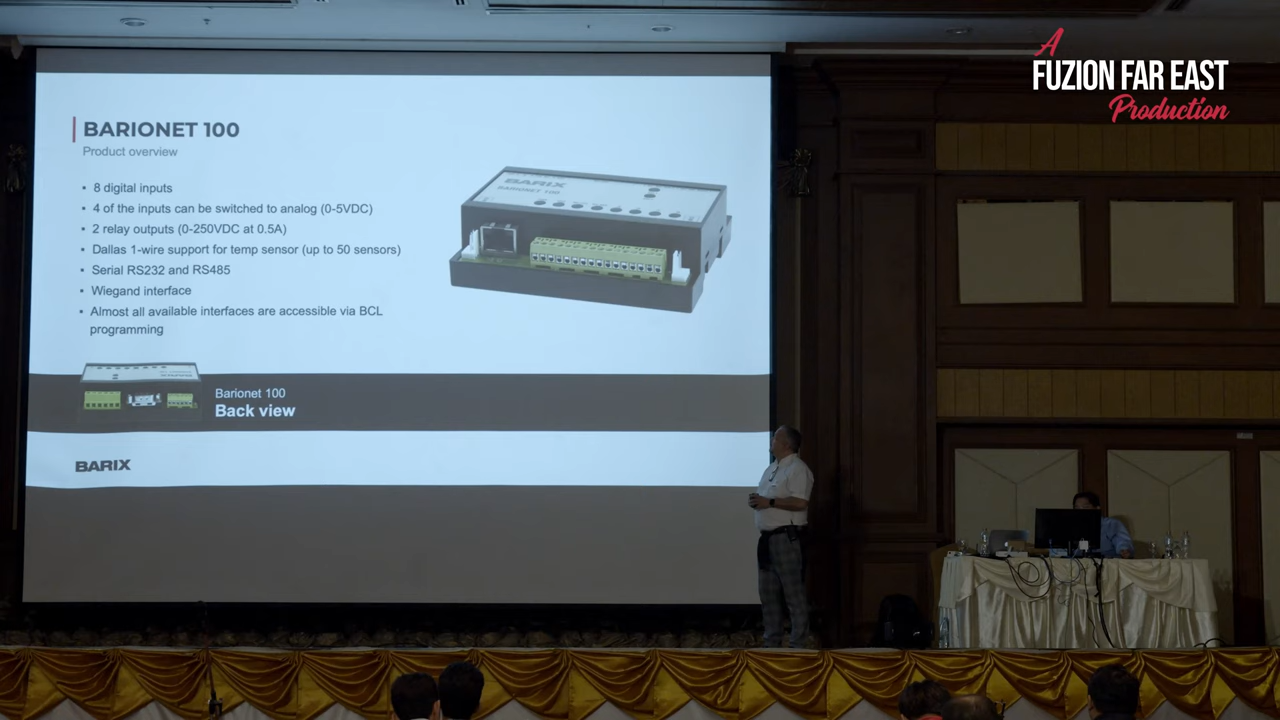 A
FUZION FAR EAST
Production
BARIONET 100
Product overview
• 8 digital inputs
• 4 of the inputs can be switched to analog (0-5VDC)
• 2 relay outputs (0-250VDC at 0.5A)
• Dallas 1-wire support for temp sensor (up to 50 sensors)
• Serial RS232 and RS485
• Wiegand interface
• Almost all available interfaces are accessible via BCL
programming
BARIX
BARIONET 100
Barionet 100
Back view
BARIX